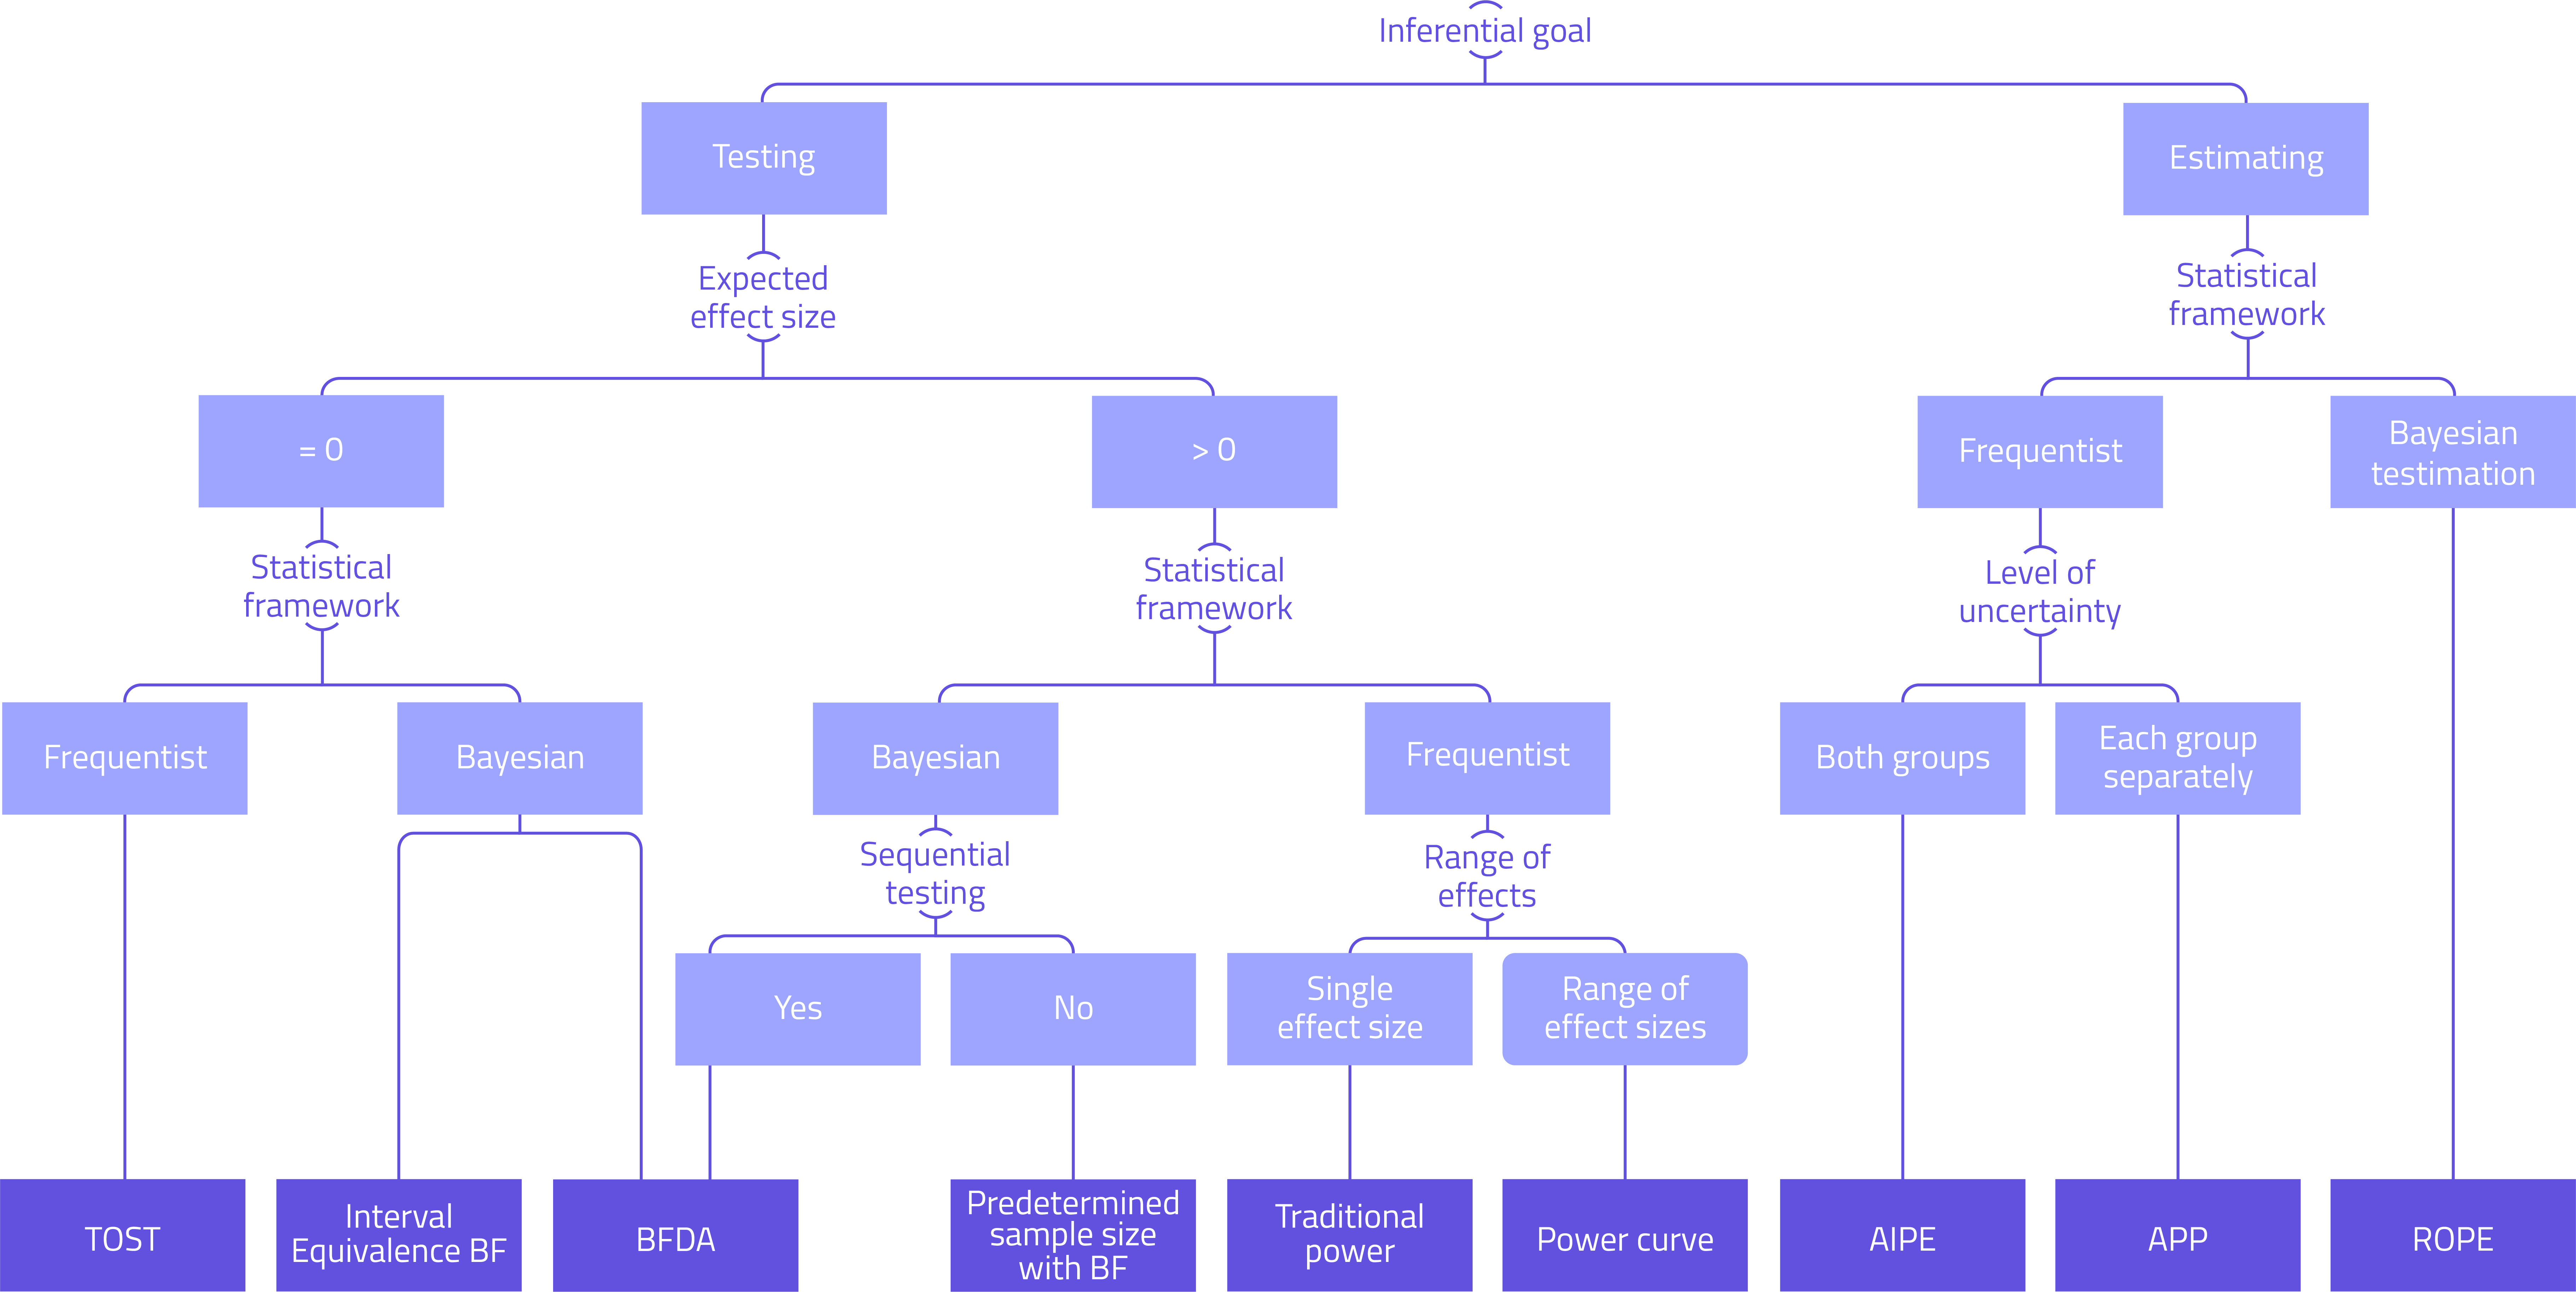 Inferential goal
Testing
Estimating
Expected
effect size
Statistical
framework
= 0
> 0
Frequentist
Bayesian
testimation
Statistical
framework
Statistical
framework
Level of
uncertainty
Frequentist
Bayesian
Bayesian
Frequentist
Both groups
Each group
separately
Sequential
testing
Range of
effects
Yes
No
Single
effect size
Range of
effect sizes
TOST
Interval
Equivalence BF
BFDA
Predetermined
sample size
with BF
Traditional
power
Power curve
AIPE
APP
ROPE